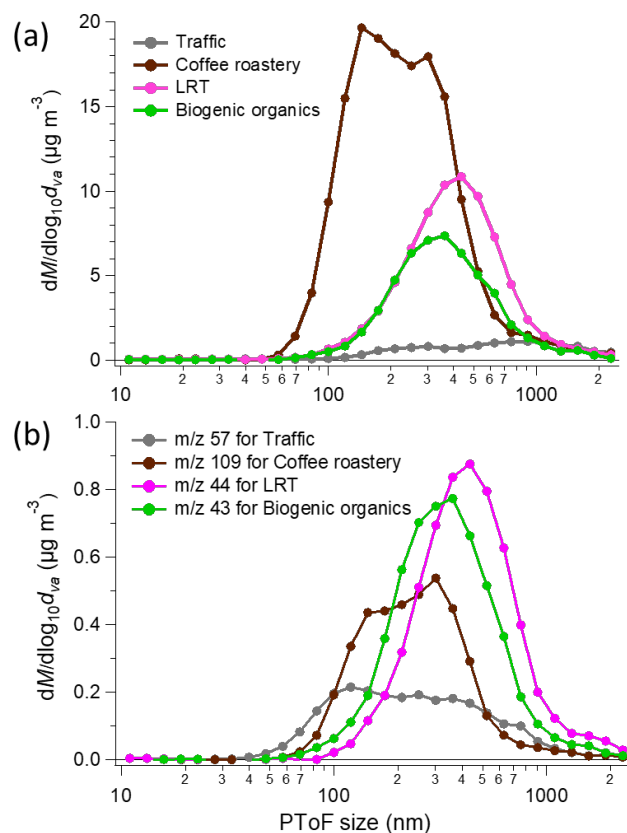 (a)
Traffic
Coffee roastery
LRT
Biogenic organics
dM/dlog₁₀dᵥₐ (µg m⁻³)
20
15
10
5
0
10 2 3 4 5 6 7 100 2 3 4 5 6 7 1000 2
(b)
m/z 57 for Traffic
m/z 109 for Coffee roastery
m/z 44 for LRT
m/z 43 for Biogenic organics
dM/dlog₁₀dᵥₐ (µg m⁻³)
1.0
0.8
0.6
0.4
0.2
0.0
10 2 3 4 5 6 7 100 2 3 4 5 6 7 1000 2
PToF size (nm)